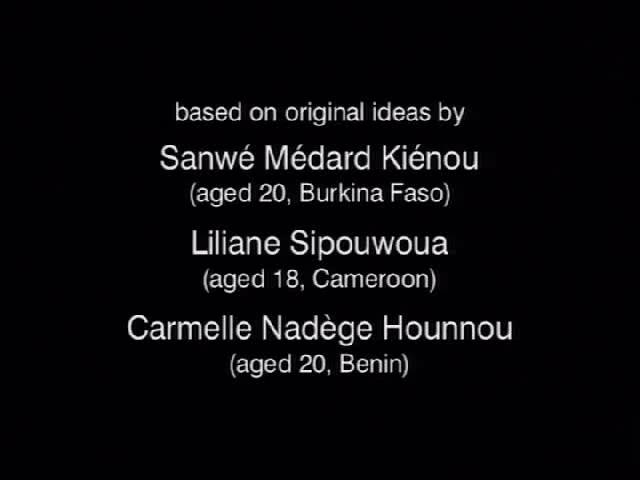 based on original ideas by
Sanwé Médard Kiénou
(aged 20, Burkina Faso)
Liliane Sipouwoua
(aged 18, Cameroon)
Carmelle Nadège Hounnou
(aged 20, Benin)